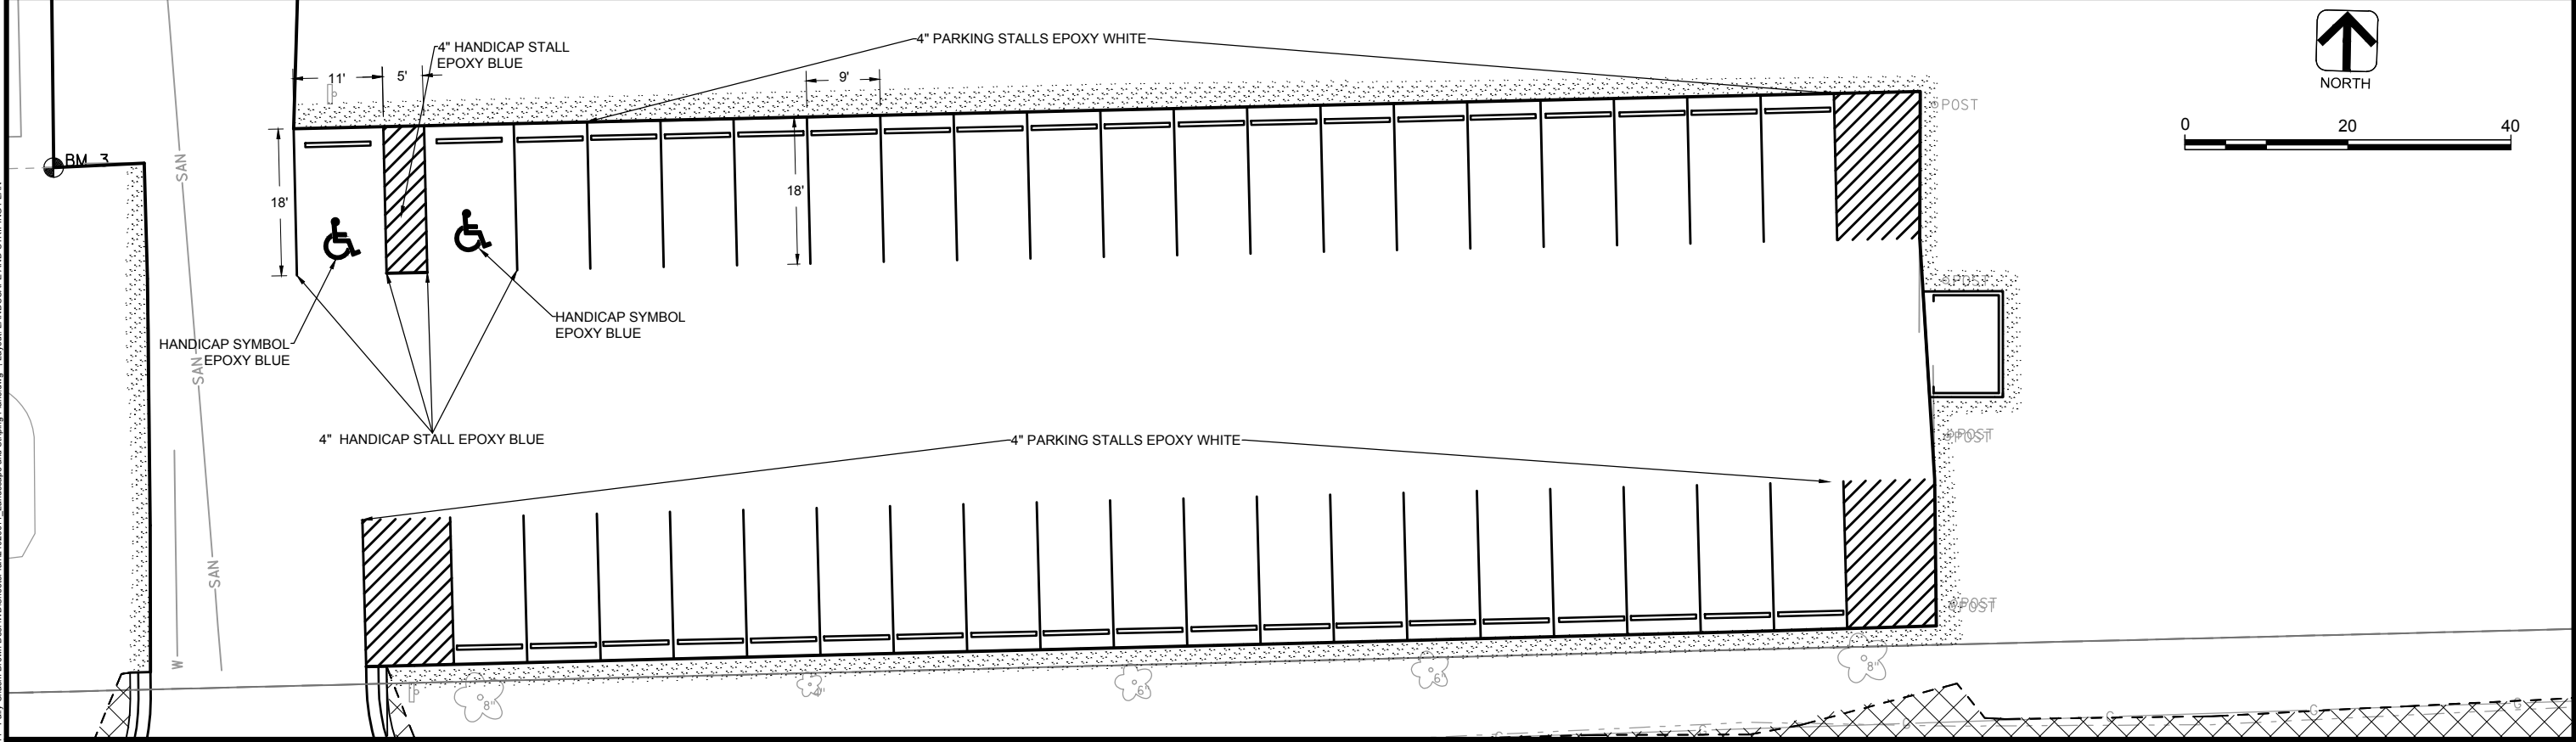 4" HANDICAP STALL
EPOXY BLUE
4" PARKING STALLS EPOXY WHITE
NORTH
11'
5'
9'
POST
0 20 40
BM 3
SAN
18'
18'
POST
HANDICAP SYMBOL
EPOXY BLUE
HANDICAP SYMBOL
EPOXY BLUE
SAN
4" HANDICAP STALL EPOXY BLUE
4" PARKING STALLS EPOXY WHITE
POST
POST
SAN
POST
POST
W
P
P
8"
4"
6"
6"
8"
G
G
G
G
G